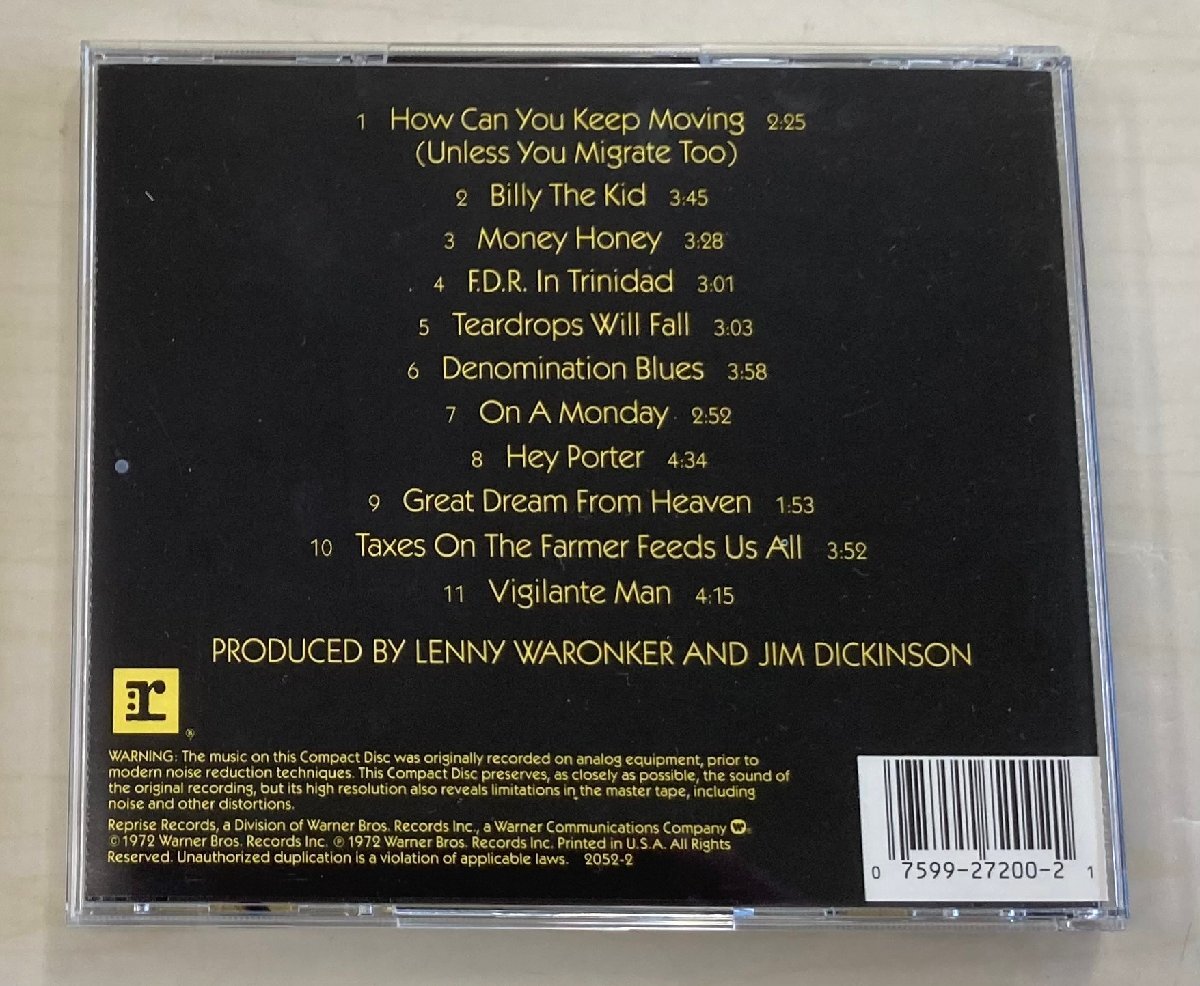 1 How Can You Keep Moving 2:25
(Unless You Migrate Too)
2 Billy The Kid 3:45
3 Money Honey 3:28
4 F.D.R. In Trinidad 3:01
5 Teardrops Will Fall 3:03
6 Denomination Blues 3:58
7 On A Monday 2:52
8 Hey Porter 4:34
9 Great Dream From Heaven 1:53
10 Taxes On The Farmer Feeds Us All 3:52
11 Vigilante Man 4:15
PRODUCED BY LENNY WARONKER AND JIM DICKINSON
:r ®
WARNING: The music on this Compact Disc was originally recorded on analog equipment, prior to
modern noise reduction techniques. This Compact Disc preserves, as closely as possible, the sound of
the original recording, but its high resolution also reveals limitations in the master tape, including
noise and other distortions.
Reprise Records, a Division of Warner Bros. Records Inc., a Warner Communications Company
© 1972 Warner Bros. Records Inc. ℗ 1972 Warner Bros. Records Inc. Printed in U.S.A. All Rights
Reserved. Unauthorized duplication is a violation of applicable laws. 2052-2
0 7599-27200-2 1